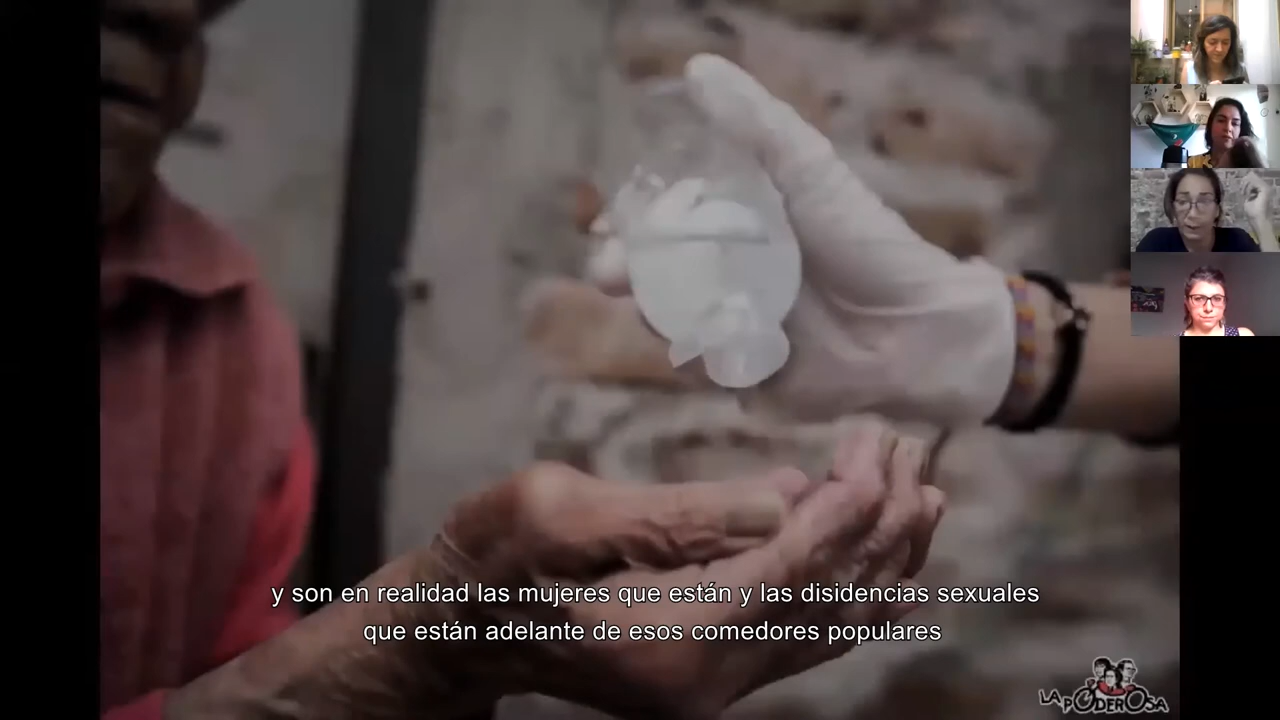 y son en realidad las mujeres que están y las disidencias sexuales
que están adelante de esos comedores populares
LA PODEROSA